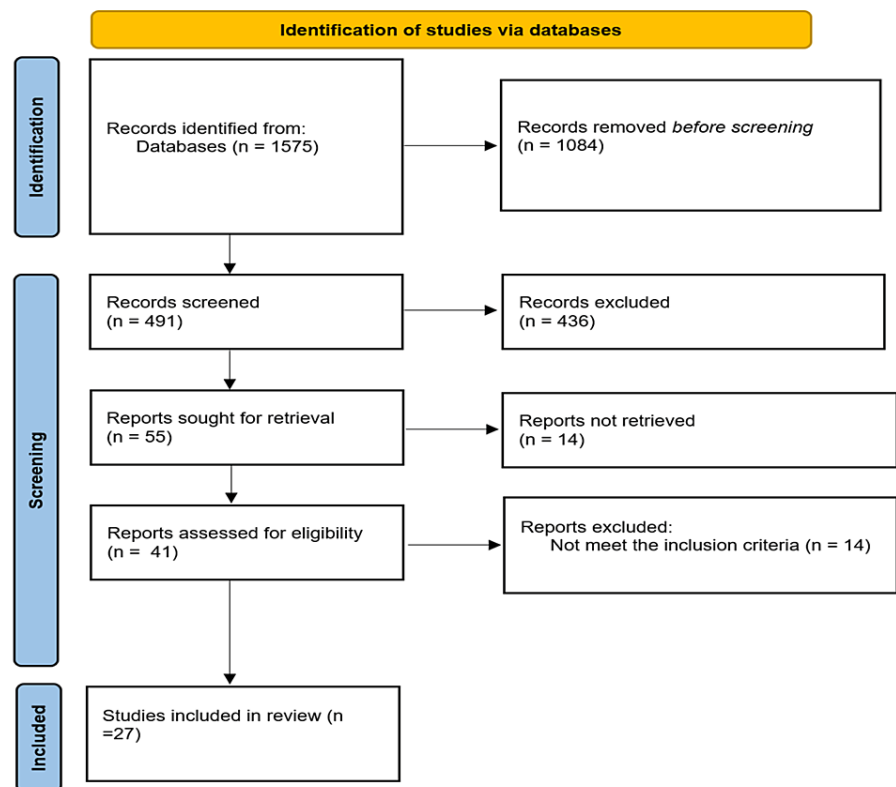 Identification of studies via databases
Identification
Records identified from:
Databases (n = 1575)
Records removed before screening
(n = 1084)
Screening
Records screened
(n = 491)
Records excluded
(n = 436)
Reports sought for retrieval
(n = 55)
Reports not retrieved
(n = 14)
Reports assessed for eligibility
(n =  41)
Reports excluded:
Not meet the inclusion criteria (n = 14)
Included
Studies included in review (n
=27)